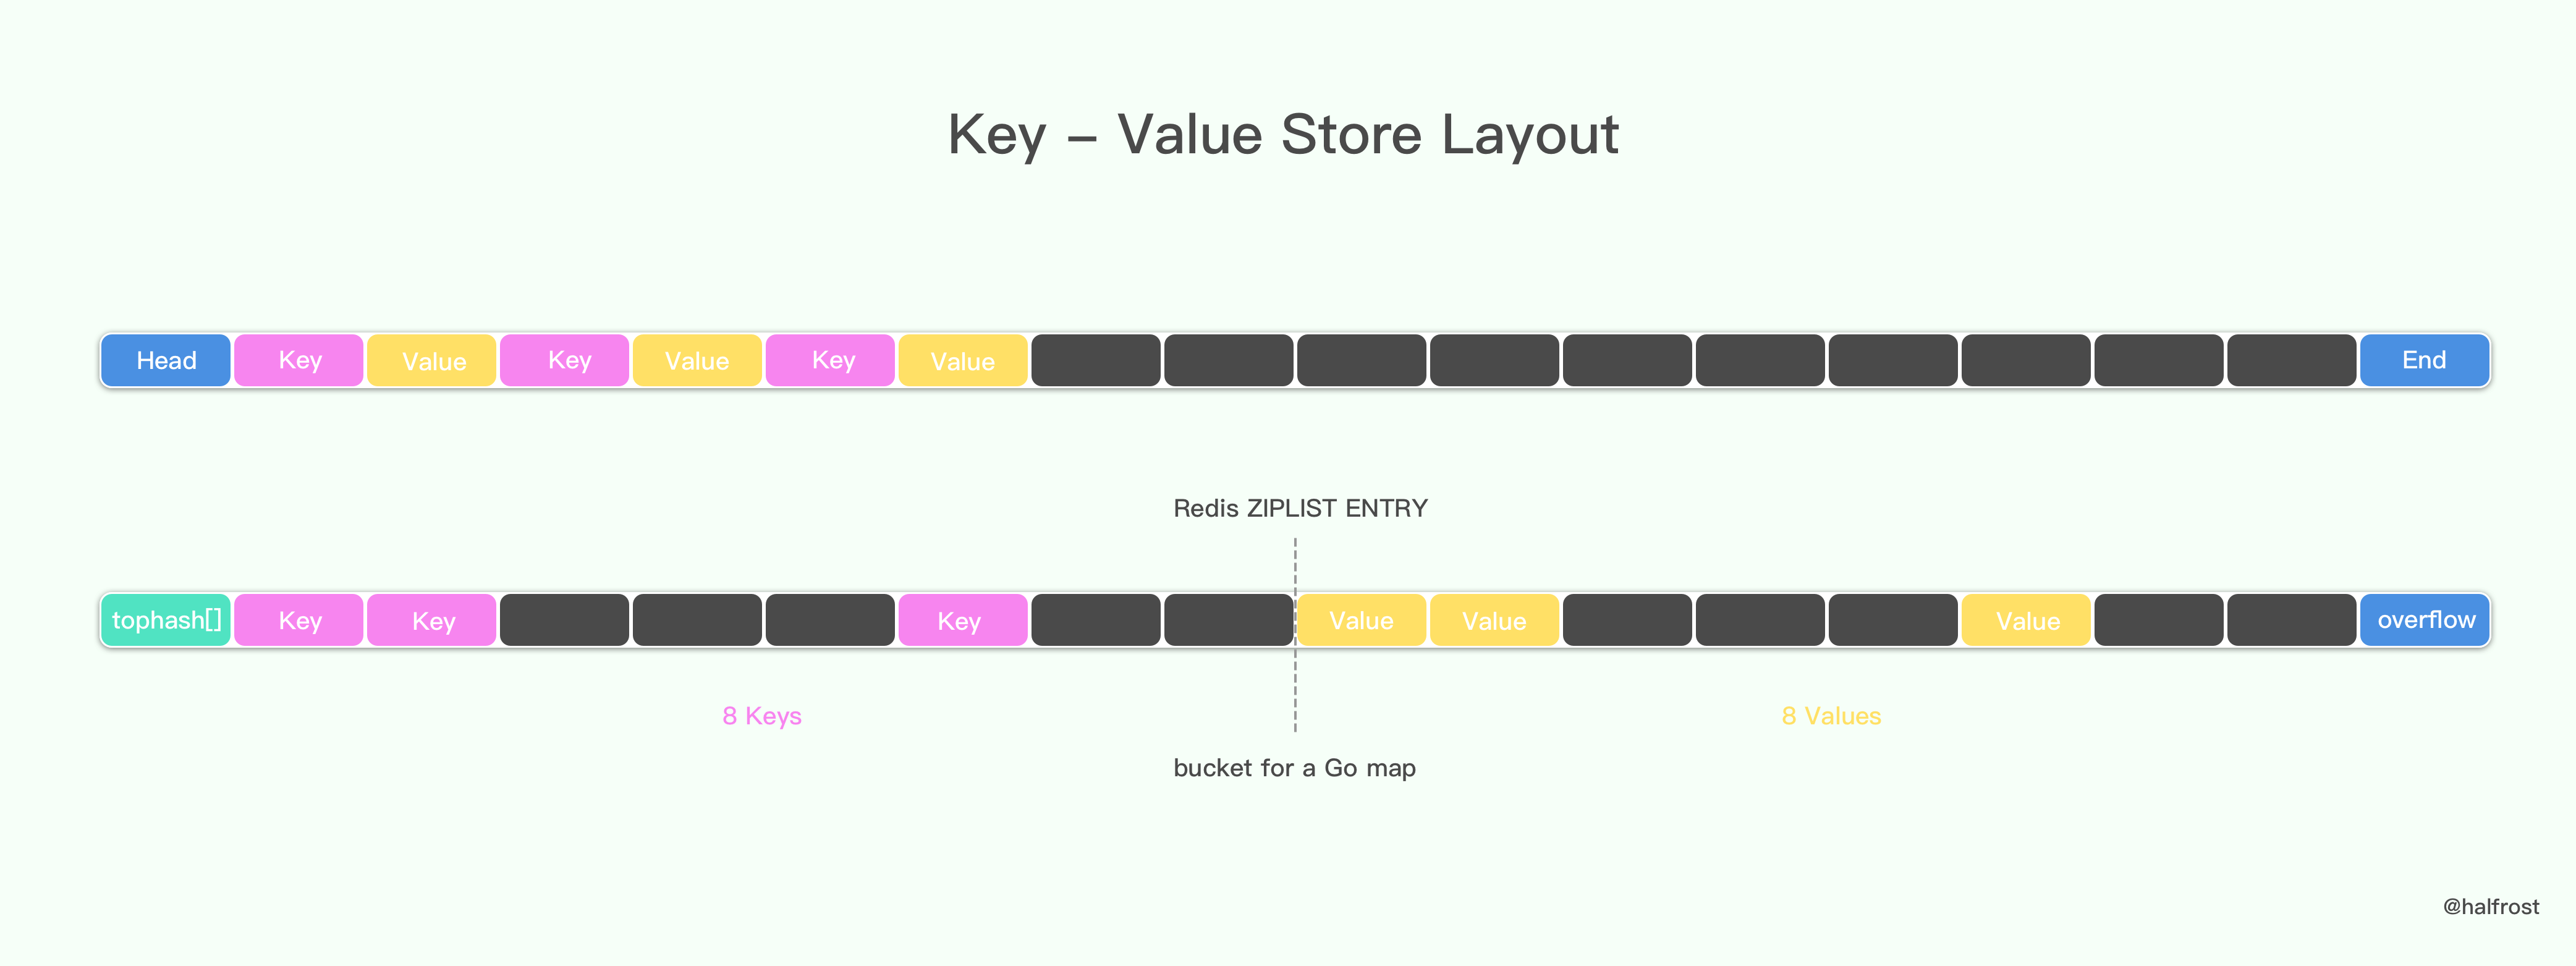 Key – Value Store Layout
Head Key Value Key Value Key Value End
Redis ZIPLIST ENTRY
tophash[] Key Key Key Value Value Value overflow
8 Keys 8 Values
bucket for a Go map
@halfrost